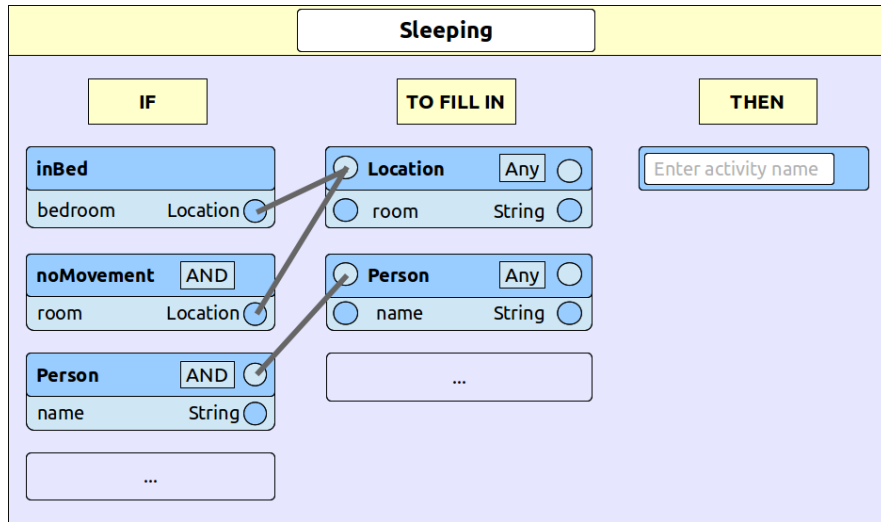 Sleeping
IF
TO FILL IN
THEN
inBed
bedroom Location
noMovement AND
room Location
Person AND
name String
...
Location Any
room String
Person Any
name String
...
Enter activity name